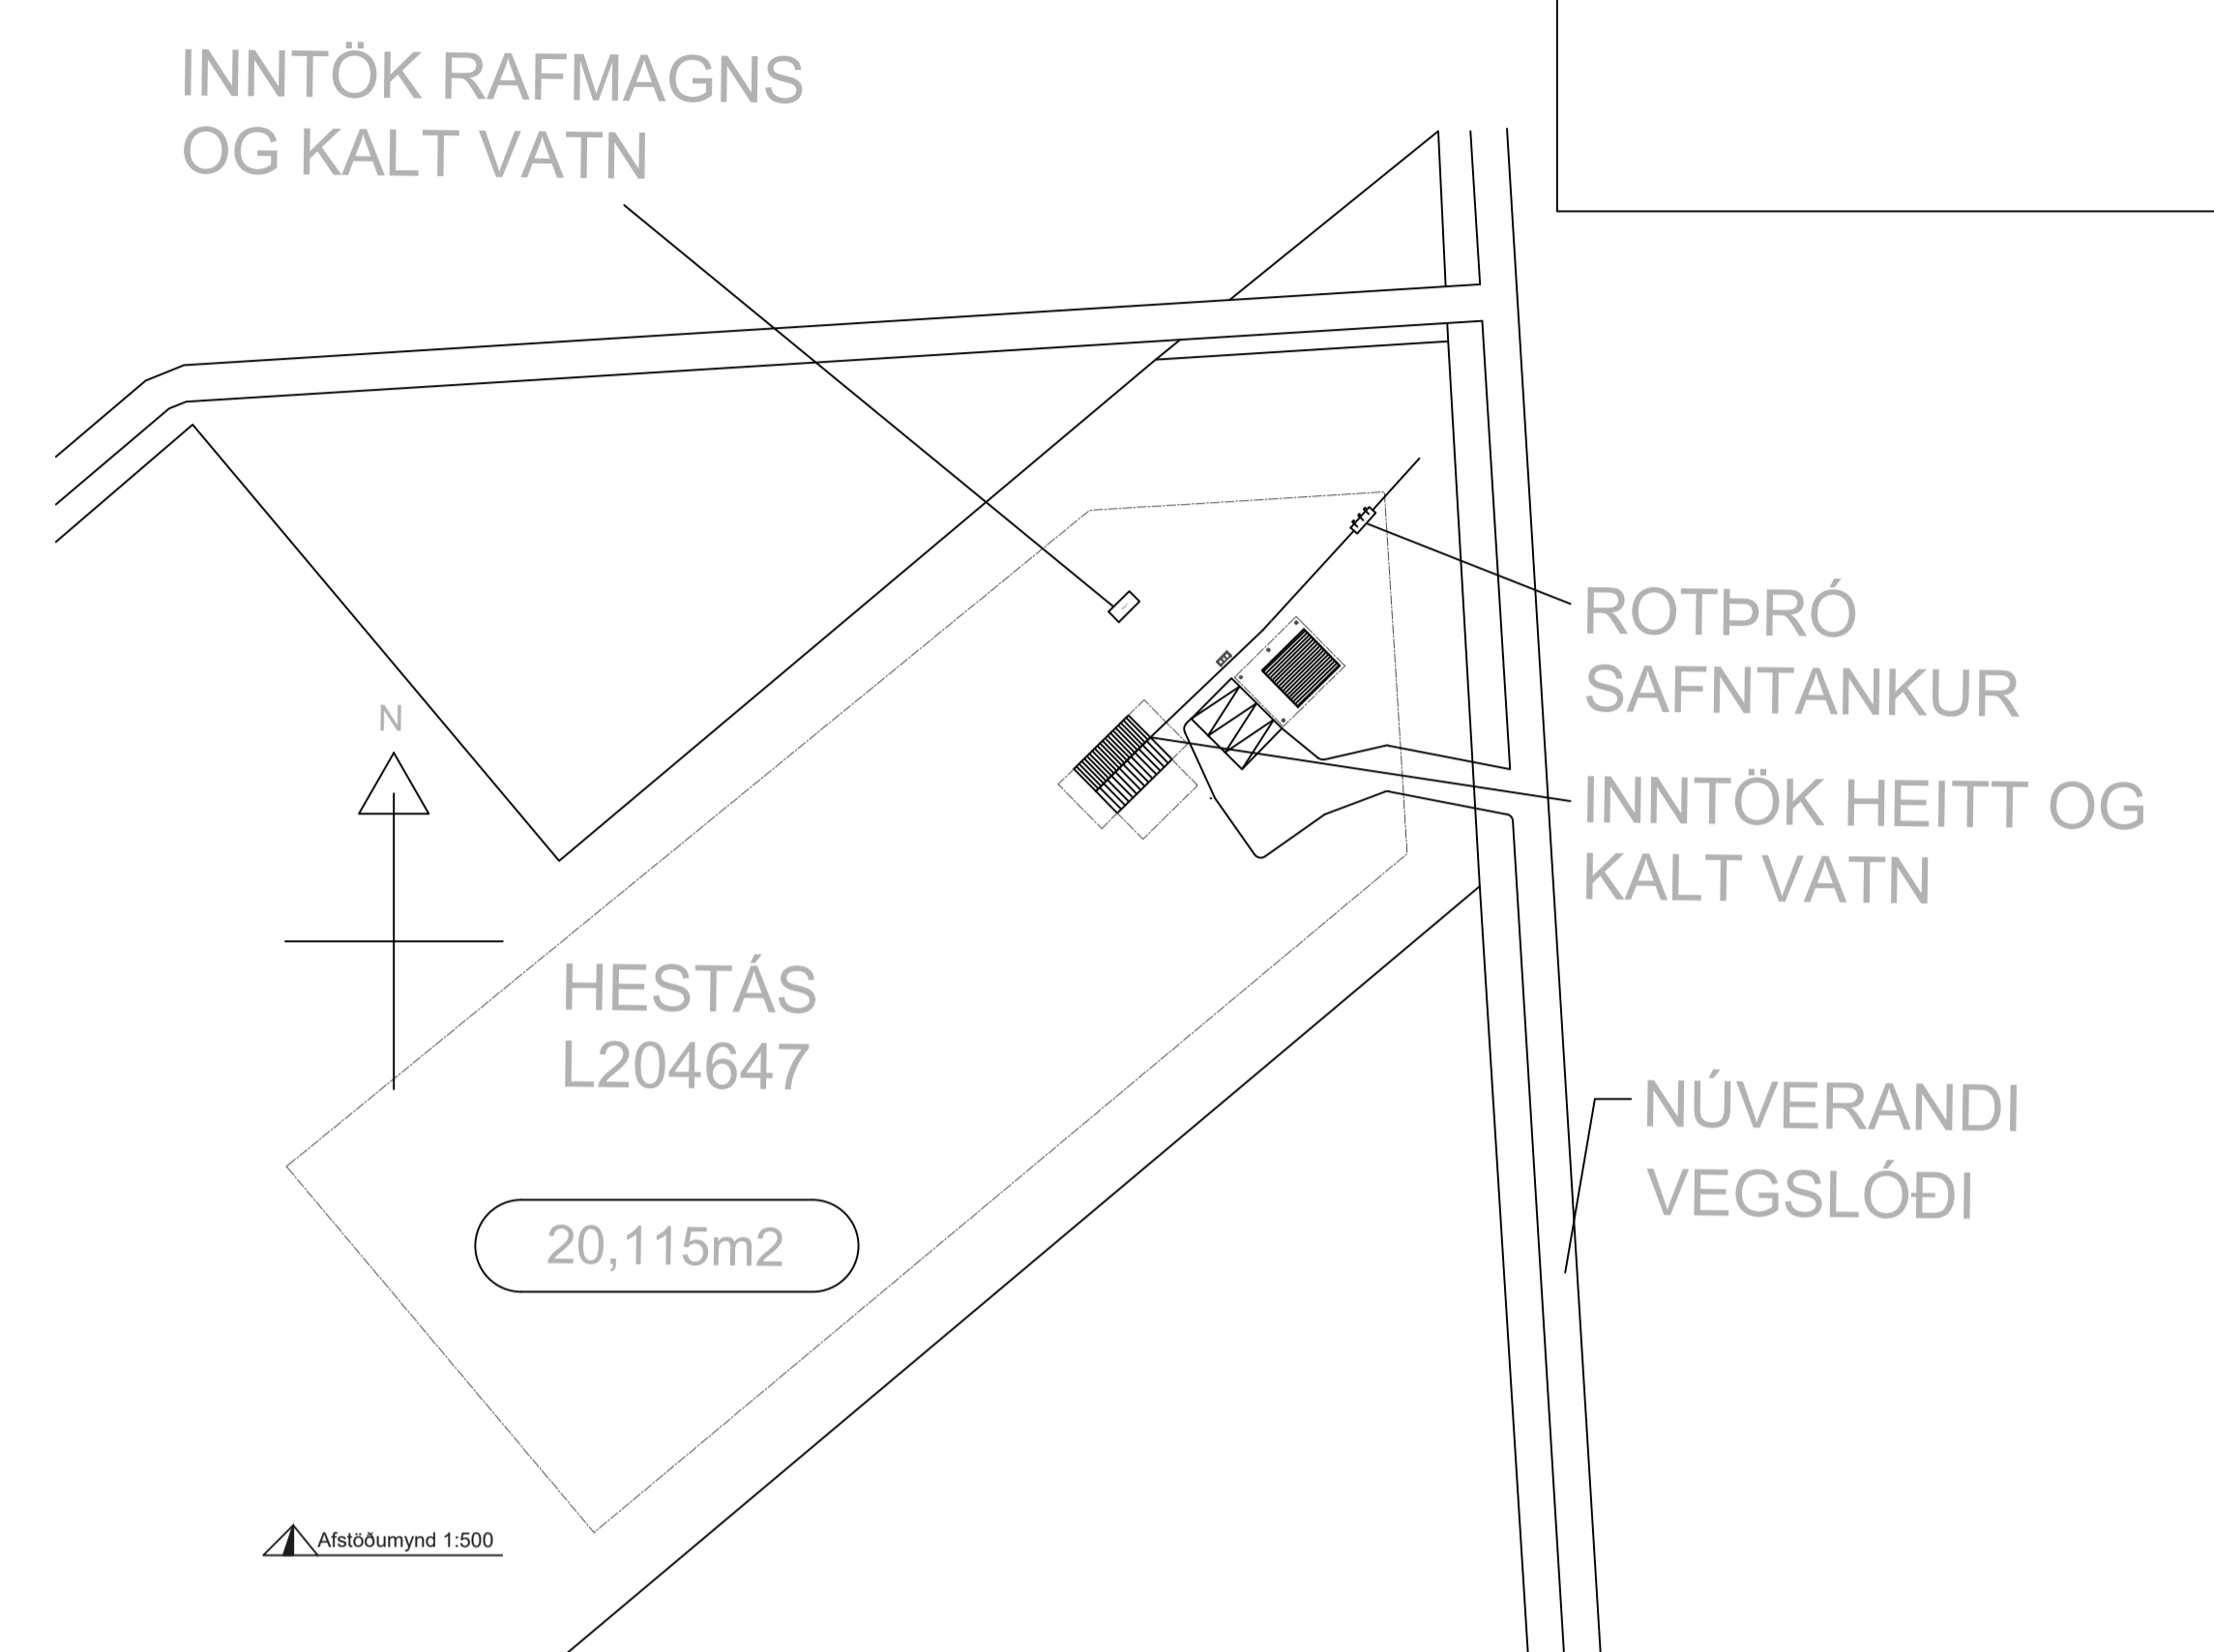 INNTÖK RAFMAGNS
OG KALT VATN
ROTÞRÓ
SAFNTANKUR
N
INNTÖK HEITT OG
KALT VATN
HESTÁS
L204647
NÚVERANDI
VEGSLÓÐI
20,115m2
Afstöðumynd 1:500